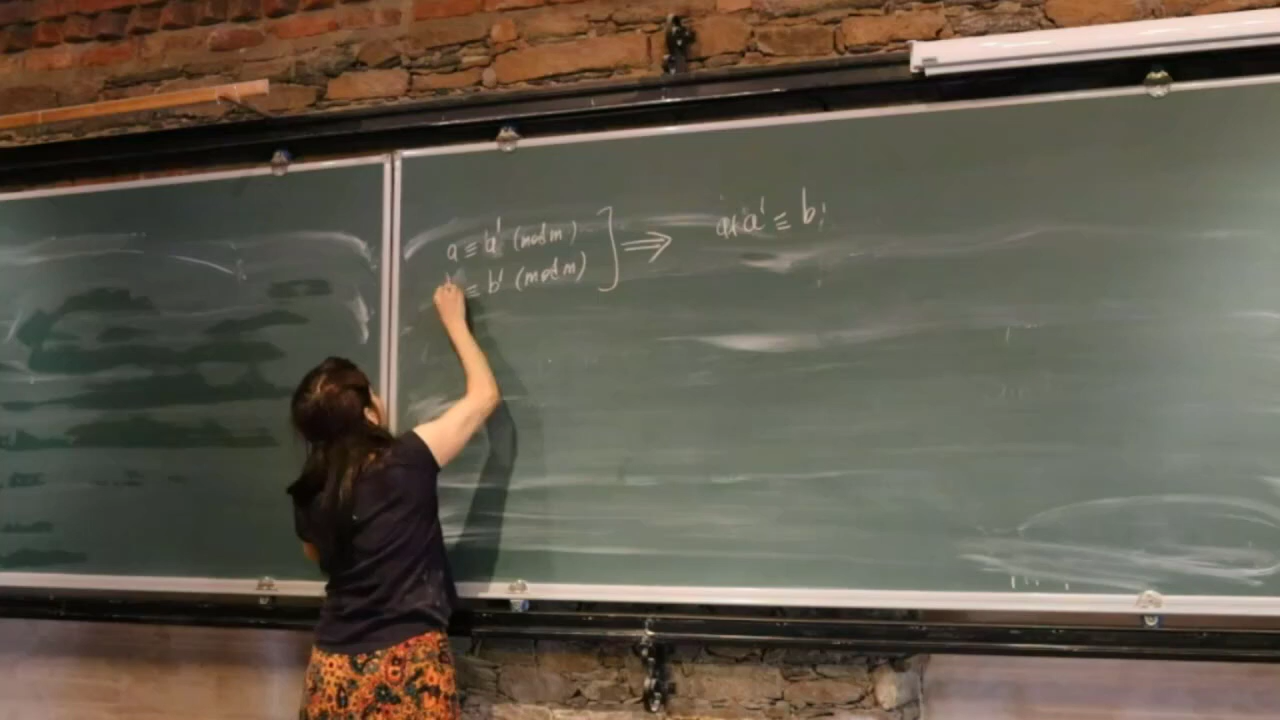 a ≡ a' (mod m) ] ⟹ a+a' ≡ b'
≡ b' (mod m)